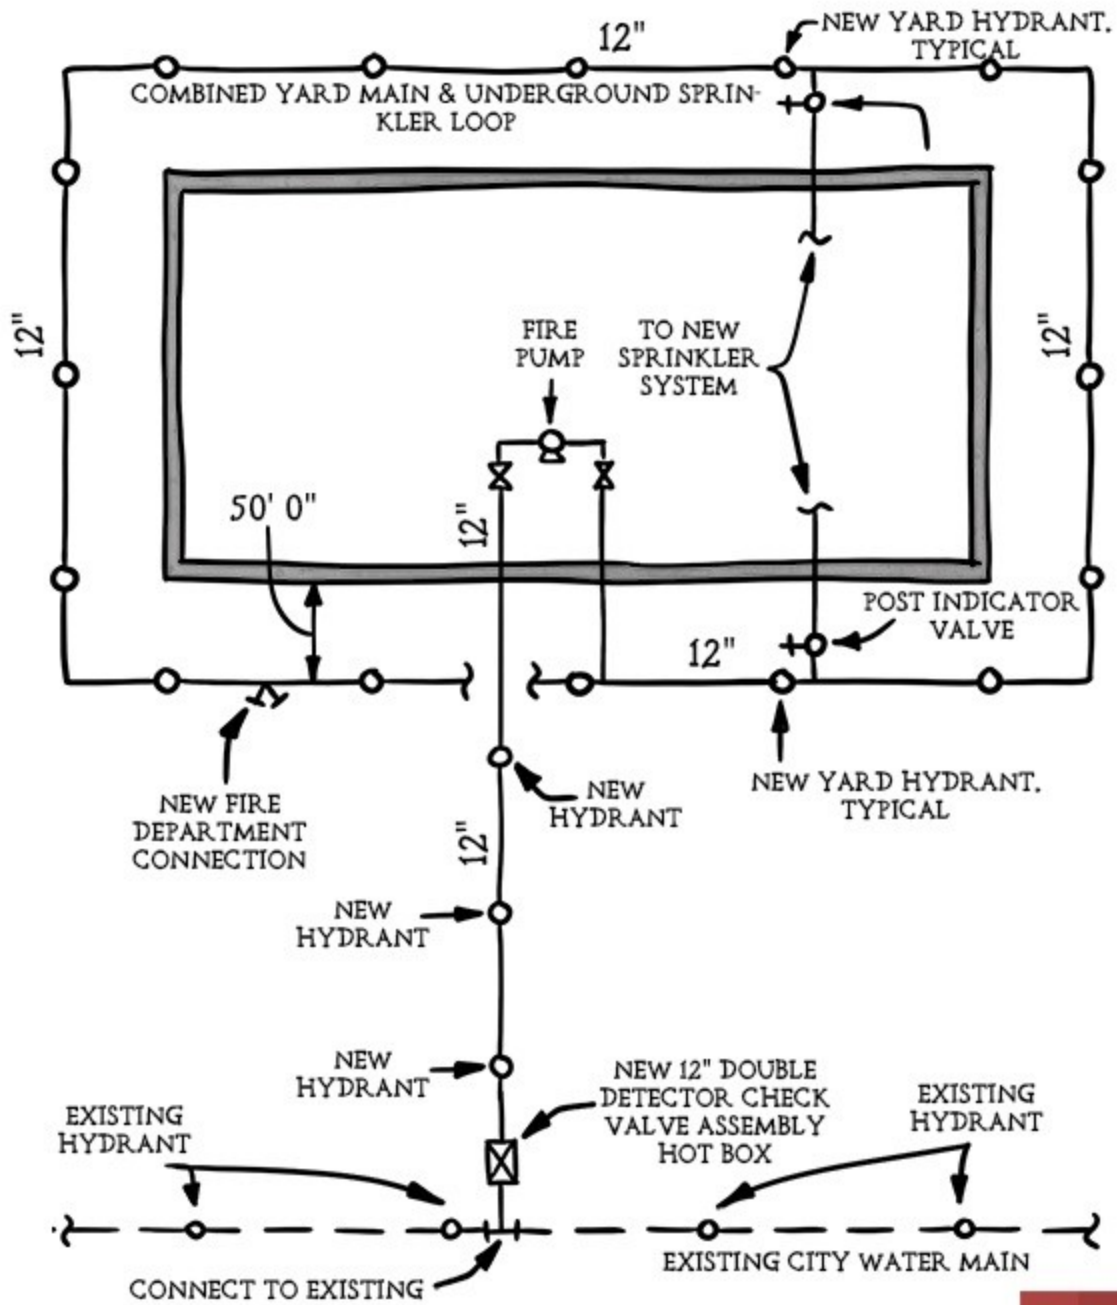 12"
NEW YARD HYDRANT.
TYPICAL
COMBINED YARD MAIN & UNDERGROUND SPRIN-
KLER LOOP
12"
FIRE
PUMP
TO NEW
SPRINKLER
SYSTEM
12"
50' 0"
12"
POST INDICATOR
VALVE
12"
NEW FIRE
DEPARTMENT
CONNECTION
NEW
HYDRANT
NEW YARD HYDRANT.
TYPICAL
12"
NEW
HYDRANT
NEW
HYDRANT
NEW 12" DOUBLE
DETECTOR CHECK
VALVE ASSEMBLY
HOT BOX
EXISTING
HYDRANT
EXISTING
HYDRANT
EXISTING CITY WATER MAIN
CONNECT TO EXISTING